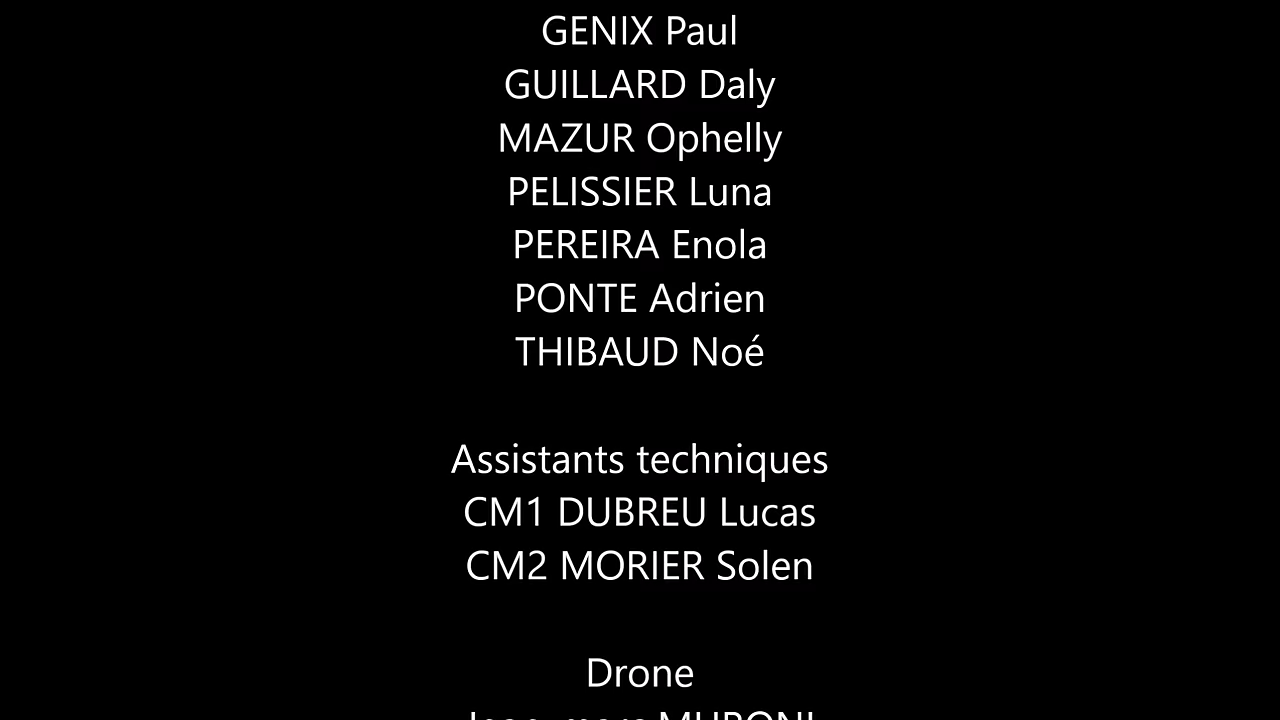 GENIX Paul
GUILLARD Daly
MAZUR Ophelly
PELISSIER Luna
PEREIRA Enola
PONTE Adrien
THIBAUD Noé
Assistants techniques
CM1 DUBREU Lucas
CM2 MORIER Solen
Drone